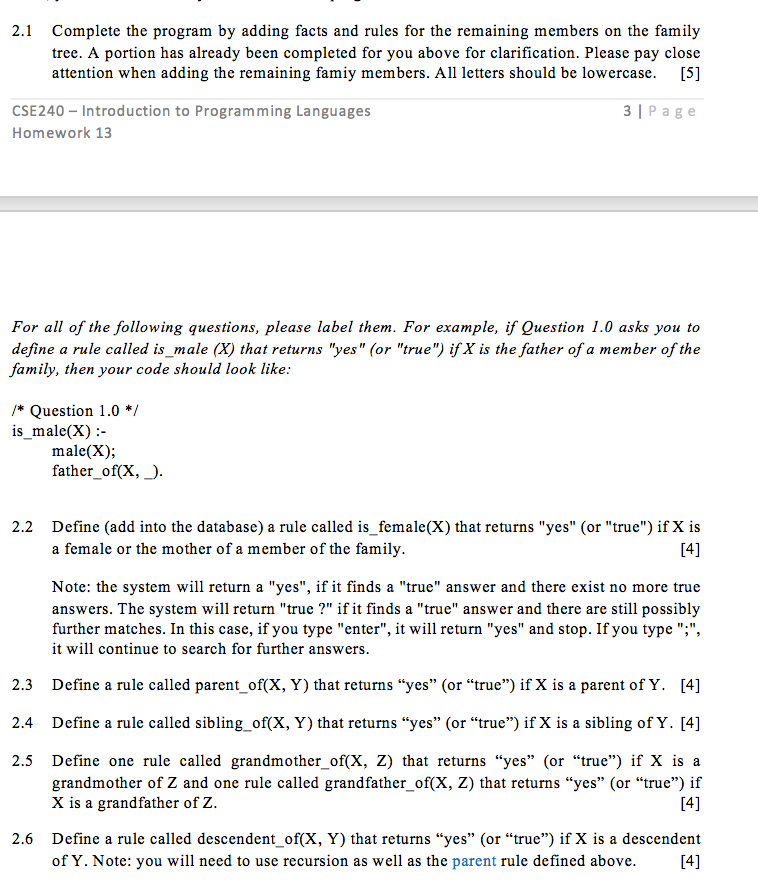 2.1 Complete the program by adding facts and rules for the remaining members on the family
tree. A portion has already been completed for you above for clarification. Please pay close
attention when adding the remaining famiy members. All letters should be lowercase. [5]
CSE240 – Introduction to Programming Languages 3 | P a g e
Homework 13
For all of the following questions, please label them. For example, if Question 1.0 asks you to
define a rule called is_male (X) that returns "yes" (or "true") if X is the father of a member of the
family, then your code should look like:
/* Question 1.0 */
is_male(X) :-
male(X);
father_of(X, _).
2.2 Define (add into the database) a rule called is_female(X) that returns "yes" (or "true") if X is
a female or the mother of a member of the family. [4]
Note: the system will return a "yes", if it finds a "true" answer and there exist no more true
answers. The system will return "true ?" if it finds a "true" answer and there are still possibly
further matches. In this case, if you type "enter", it will return "yes" and stop. If you type ";",
it will continue to search for further answers.
2.3 Define a rule called parent_of(X, Y) that returns “yes” (or “true”) if X is a parent of Y. [4]
2.4 Define a rule called sibling_of(X, Y) that returns “yes” (or “true”) if X is a sibling of Y. [4]
2.5 Define one rule called grandmother_of(X, Z) that returns “yes” (or “true”) if X is a
grandmother of Z and one rule called grandfather_of(X, Z) that returns “yes” (or “true”) if
X is a grandfather of Z. [4]
2.6 Define a rule called descendent_of(X, Y) that returns “yes” (or “true”) if X is a descendent
of Y. Note: you will need to use recursion as well as the parent rule defined above. [4]